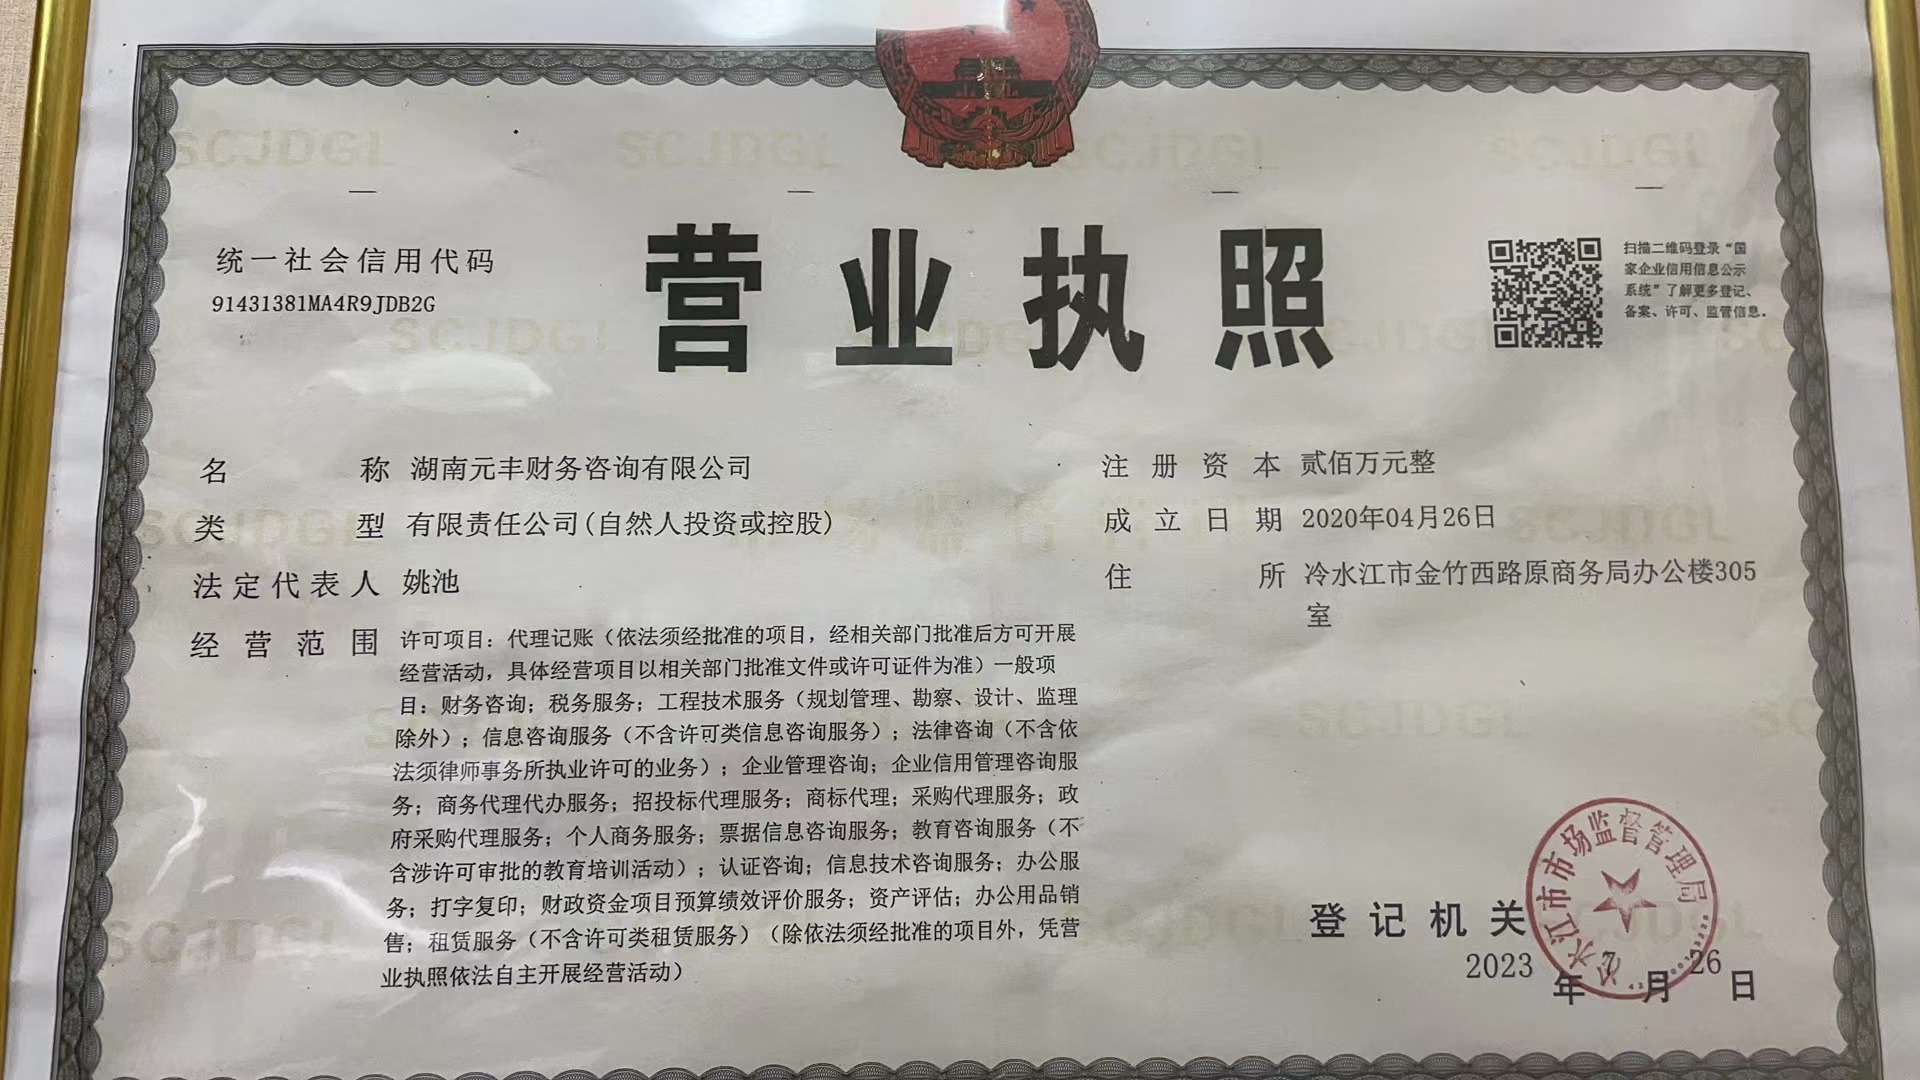 统一社会信用代码
91431381MA4R9JDB2G
营业执照
扫描二维码登录“国
家企业信用信息公示
系统”了解更多登记、
备案、许可、监管信息。
名称 湖南元丰财务咨询有限公司
类型 有限责任公司(自然人投资或控股)
法定代表人 姚池
经营范围 许可项目：代理记账（依法须经批准的项目，经相关部门批准后方可开展
经营活动，具体经营项目以相关部门批准文件或许可证件为准）一般项
目：财务咨询；税务服务；工程技术服务（规划管理、勘察、设计、监理
除外）；信息咨询服务（不含许可类信息咨询服务）；法律咨询（不含依
法须律师事务所执业许可的业务）；企业管理咨询；企业信用管理咨询服
务；商务代理代办服务；招投标代理服务；商标代理；采购代理服务；政
府采购代理服务；个人商务服务；票据信息咨询服务；教育咨询服务（不
含涉许可审批的教育培训活动）；认证咨询；信息技术咨询服务；办公服
务；打字复印；财政资金项目预算绩效评价服务；资产评估；办公用品销
售；租赁服务（不含许可类租赁服务）（除依法须经批准的项目外，凭营
业执照依法自主开展经营活动）
注册资本 贰佰万元整
成立日期 2020年04月26日
住所 冷水江市金竹西路原商务局办公楼305
室
登记机关
冷水江市市场监督管理局
2023年7月26日
SCJDGL